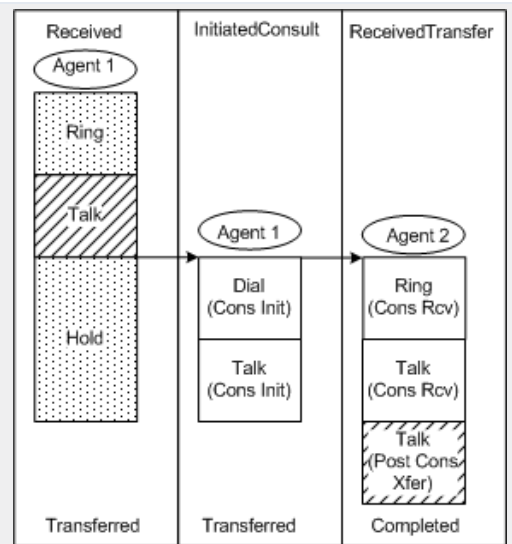 Received
Agent 1
Ring
Talk
Hold
Transferred
InitiatedConsult
Agent 1
Dial
(Cons Init)
Talk
(Cons Init)
Transferred
ReceivedTransfer
Agent 2
Ring
(Cons Rcv)
Talk
(Cons Rcv)
Talk
(Post Cons
Xfer)
Completed